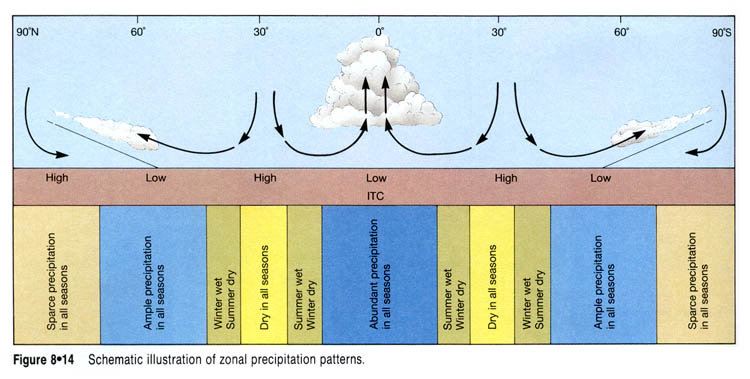 90°N 60° 30° 0° 30° 60° 90°S
High Low High Low High Low
ITC
Sparce precipitation
in all seasons
Ample precipitation
in all seasons
Winter wet
Summer dry
Dry in all seasons
Summer wet
Winter dry
Abundant precipitation
in all seasons
Summer wet
Winter dry
Dry in all seasons
Winter wet
Summer dry
Ample precipitation
in all seasons
Sparce precipitation
in all seasons
Figure 8•14 Schematic illustration of zonal precipitation patterns.